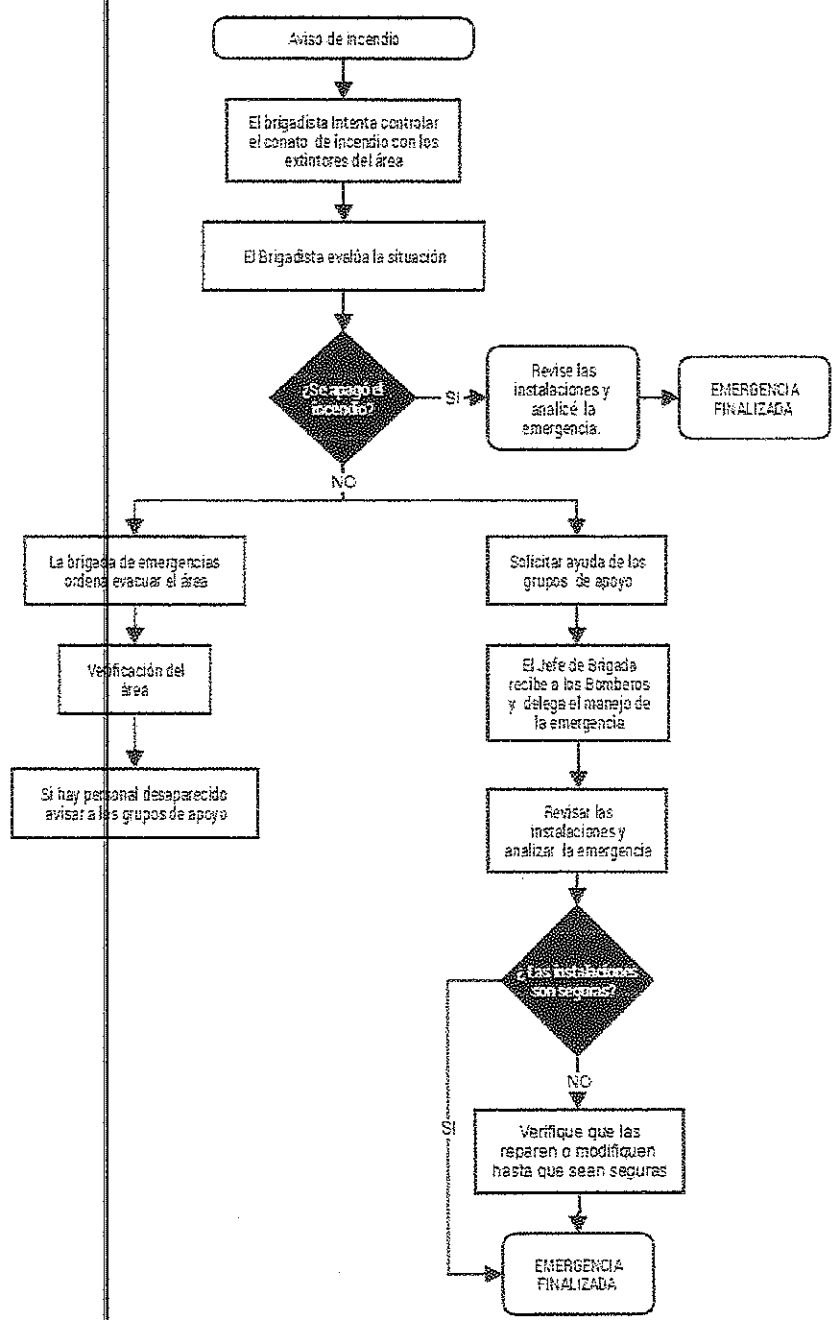 Aviso de incendio
El brigadista Intenta controlar
el conato de incendio con los
extintores del área
El Brigadista evalúa la situación
¿Se apago el
incendio?
SI
Revise las
instalaciones y
analicé la
emergencia.
EMERGENCIA
FINALIZADA
NO
La brigada de emergencias
ordena evacuar el área
Verificación del
área
Si hay personal desaparecido
avisar a los grupos de apoyo
Solicitar ayuda de los
grupos de apoyo
El Jefe de Brigada
recibe a los Bomberos
y delega el manejo de
la emergencia
Revisar las
instalaciones y
analizar la emergencia
¿Las instalaciones
son seguras?
NO
SI
Verifique que las
reparen o modifiquen
hasta que sean seguras
EMERGENCIA
FINALIZADA